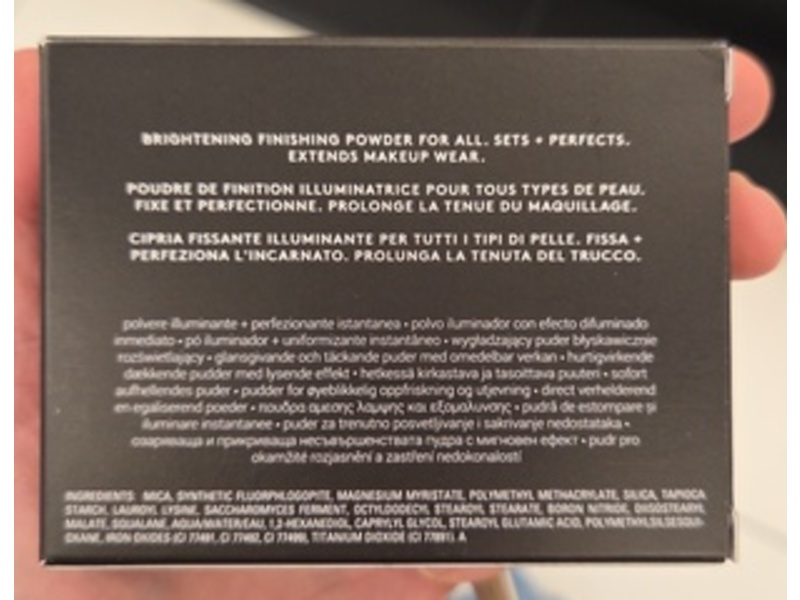 BRIGHTENING FINISHING POWDER FOR ALL. SETS + PERFECTS.
EXTENDS MAKEUP WEAR.
POUDRE DE FINITION ILLUMINATRICE POUR TOUS TYPES DE PEAU.
FIXE ET PERFECTIONNE. PROLONGE LA TENUE DU MAQUILLAGE.
CIPRIA FISSANTE ILLUMINANTE PER TUTTI I TIPI DI PELLE. FISSA +
PERFEZIONA L'INCARNATO. PROLUNGA LA TENUTA DEL TRUCCO.
polvere illuminante + perfezionante istantanea • polvo iluminador con efecto difuminado
inmediato • pó iluminador + uniformizante instantâneo • wygładzający puder błyskawicznie
rozświetlający • glansgivande och täckande puder med omedelbar verkan • hurtigvirkende
dækkende pudder med lysende effekt • hetkessä kirkastava ja tasoittava puuteri • sofort
aufhellendes puder • pudder for øyeblikkelig oppfriskning og utjevning • direct verhelderend
en egaliserend poeder • πουδρα αμεσης λαμψης και εξομαλυνσης • pudră de estompare și
iluminare instantanee • puder za trenutno posvetljivanje i sakrivanje nedostataka •
озаряваща и прикриваща несъвършенствата пудра с мигновен ефект • pudr pro
okamžité rozjasnění a zastření nedokonalostí
INGREDIENTS: MICA, SYNTHETIC FLUORPHLOGOPITE, MAGNESIUM MYRISTATE, POLYMETHYL METHACRYLATE, SILICA, TAPIOCA
STARCH, LAUROYL LYSINE, SACCHAROMYCES FERMENT, OCTYLDODECYL STEAROYL STEARATE, BORON NITRIDE, DIISOSTEARYL
MALATE, SQUALANE, AQUA/WATER/EAU, 1,2-HEXANEDIOL, CAPRYLYL GLYCOL, STEAROYL GLUTAMIC ACID, POLYMETHYLSILSESQUI-
OXANE, IRON OXIDES (CI 77491, CI 77492, CI 77499), TITANIUM DIOXIDE (CI 77891). A